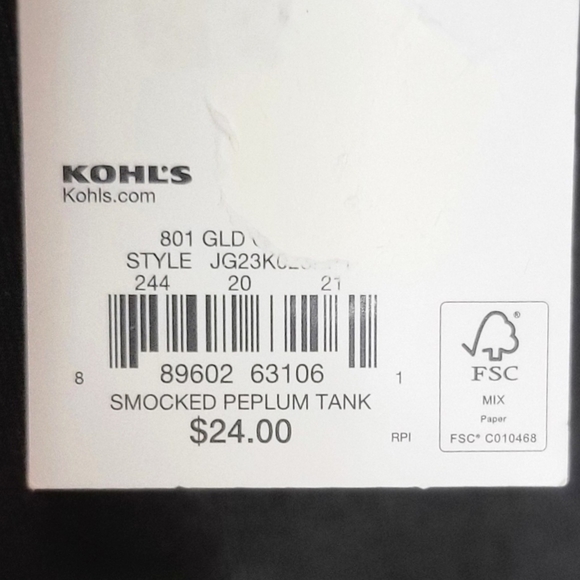 KOHL'S
Kohls.com
801 GLD
STYLE
244 20 21
8 89602 63106 1
SMOCKED PEPLUM TANK
$24.00
RPI
®
FSC
MIX
Paper
FSC® C010468